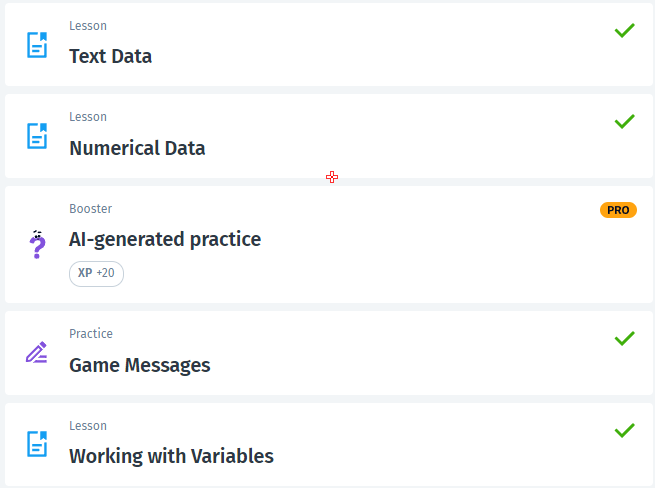 Lesson
Text Data
Lesson
Numerical Data
Booster
PRO
AI-generated practice
XP +20
Practice
Game Messages
Lesson
Working with Variables